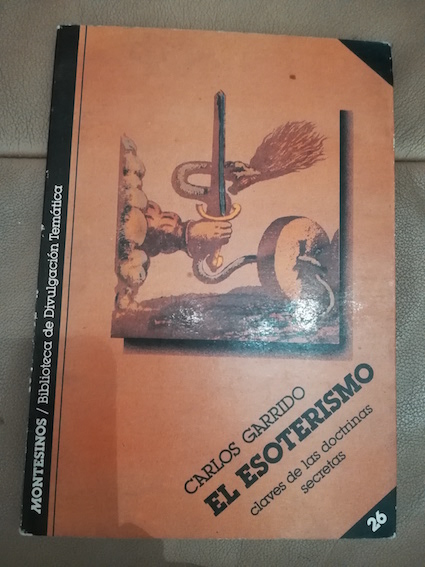 MONTESINOS / Biblioteca de Divulgación Temática
CARLOS GARRIDO
EL ESOTERISMO
claves de las doctrinas
secretas
26